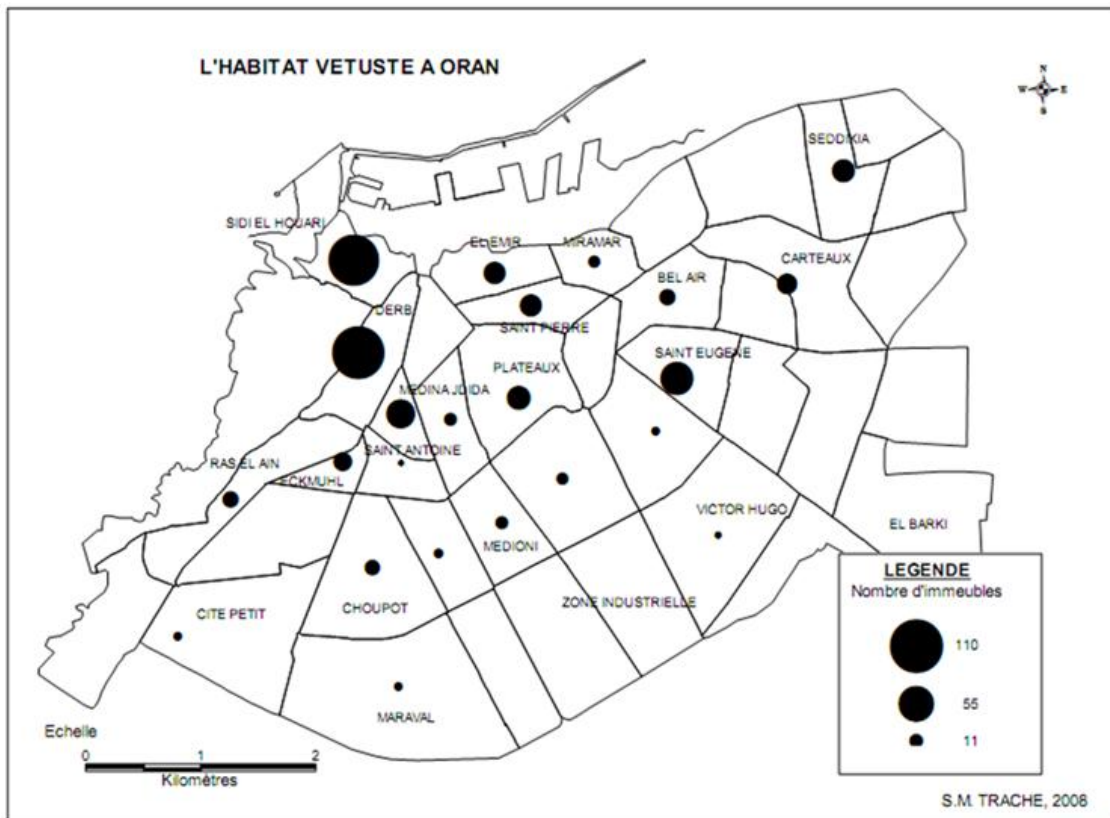 L'HABITAT VETUSTE A ORAN
N
W E
S
SEDDIKIA
SIDI EL HOUARI
EL EMIR
MIRAMAR
CARTEAUX
BEL AIR
DERB
SAINT PIERRE
SAINT EUGENE
PLATEAUX
MEDINA JDIDA
SAINT ANTOINE
RAS EL AIN
ECKMUHL
VICTOR HUGO
EL BARKI
MEDIONI
CHOUPOT
ZONE INDUSTRIELLE
CITE PETIT
MARAVAL
LEGENDE
Nombre d'immeubles
110
55
11
Echelle
0 1 2
Kilomètres
S.M. TRACHE, 2008